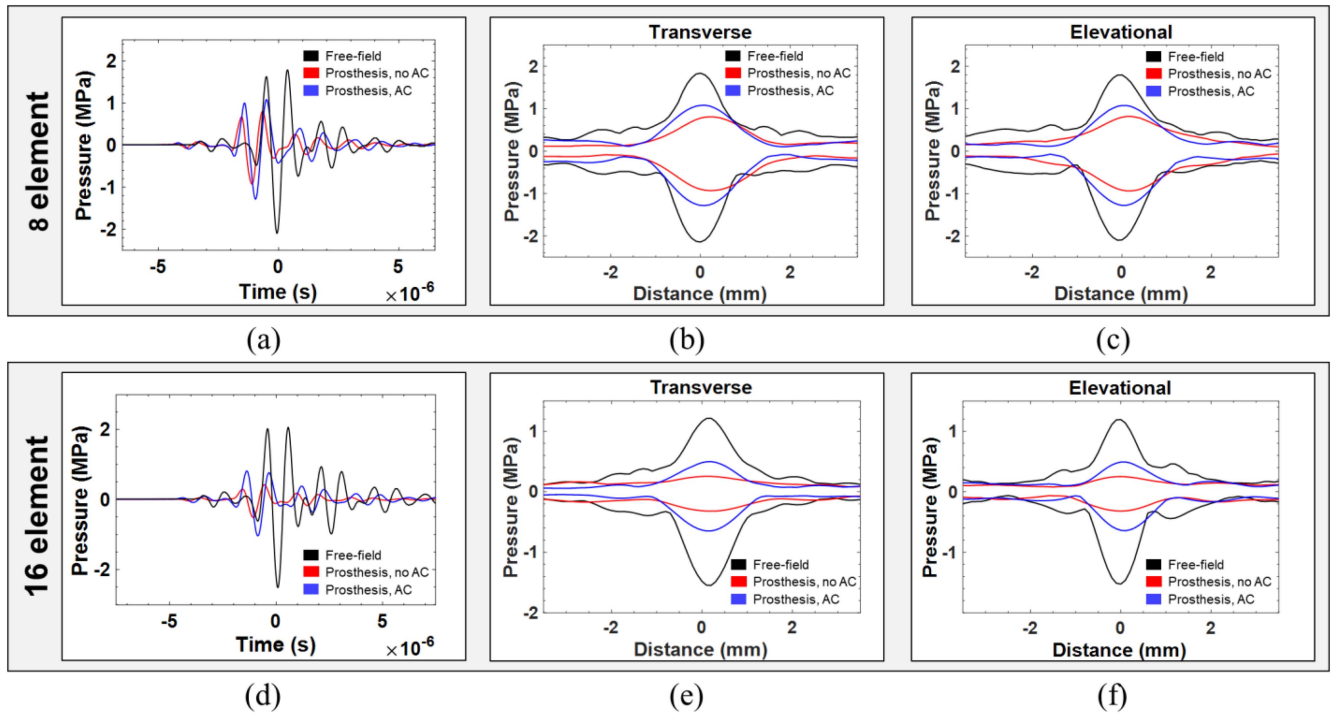 8 element
Pressure (MPa)
2
1
0
-1
-2
Free-field
Prosthesis, no AC
Prosthesis, AC
-5
0
5
Time (s)
×10⁻⁶
(a)
Transverse
Pressure (MPa)
2
1
0
-1
-2
Free-field
Prosthesis, no AC
Prosthesis, AC
-2
0
2
Distance (mm)
(b)
Elevational
Pressure (MPa)
2
1
0
-1
-2
Free-field
Prosthesis, no AC
Prosthesis, AC
-2
0
2
Distance (mm)
(c)
16 element
Pressure (MPa)
2
0
-2
Free-field
Prosthesis, no AC
Prosthesis, AC
-5
0
5
Time (s)
×10⁻⁶
(d)
Transverse
Pressure (MPa)
1
0
-1
-2
Free-field
Prosthesis, no AC
Prosthesis, AC
-2
0
2
Distance (mm)
(e)
Elevational
Pressure (MPa)
1
0
-1
Free-field
Prosthesis, no AC
Prosthesis, AC
-2
0
2
Distance (mm)
(f)